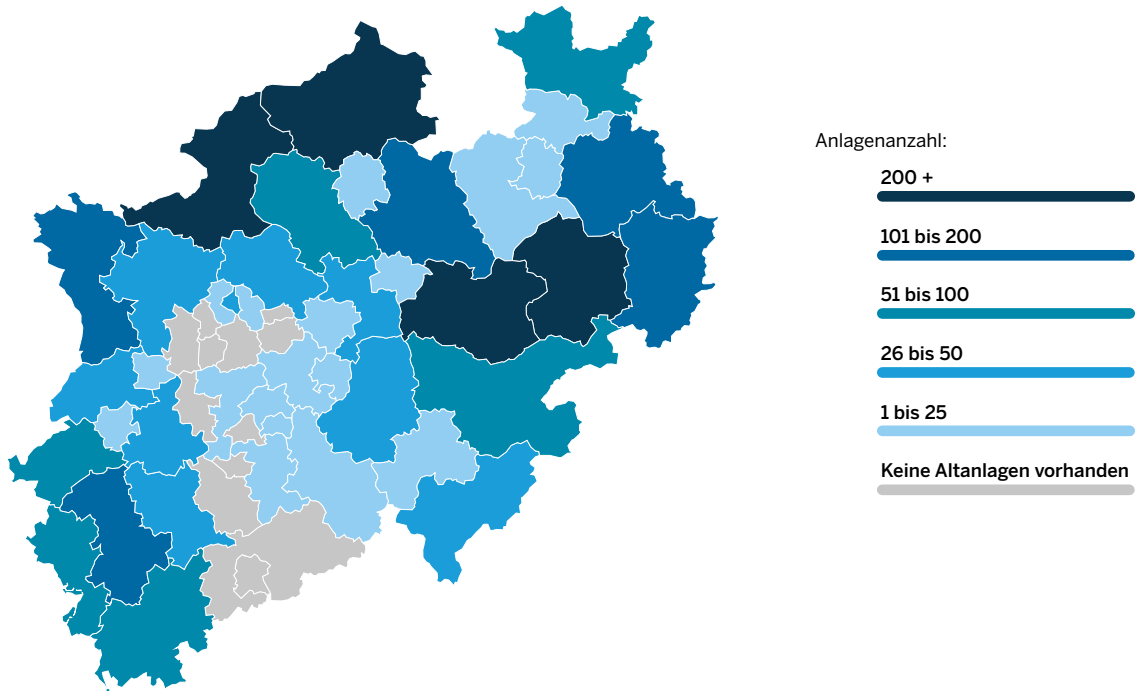 Anlagenanzahl:
200 +
101 bis 200
51 bis 100
26 bis 50
1 bis 25
Keine Altanlagen vorhanden